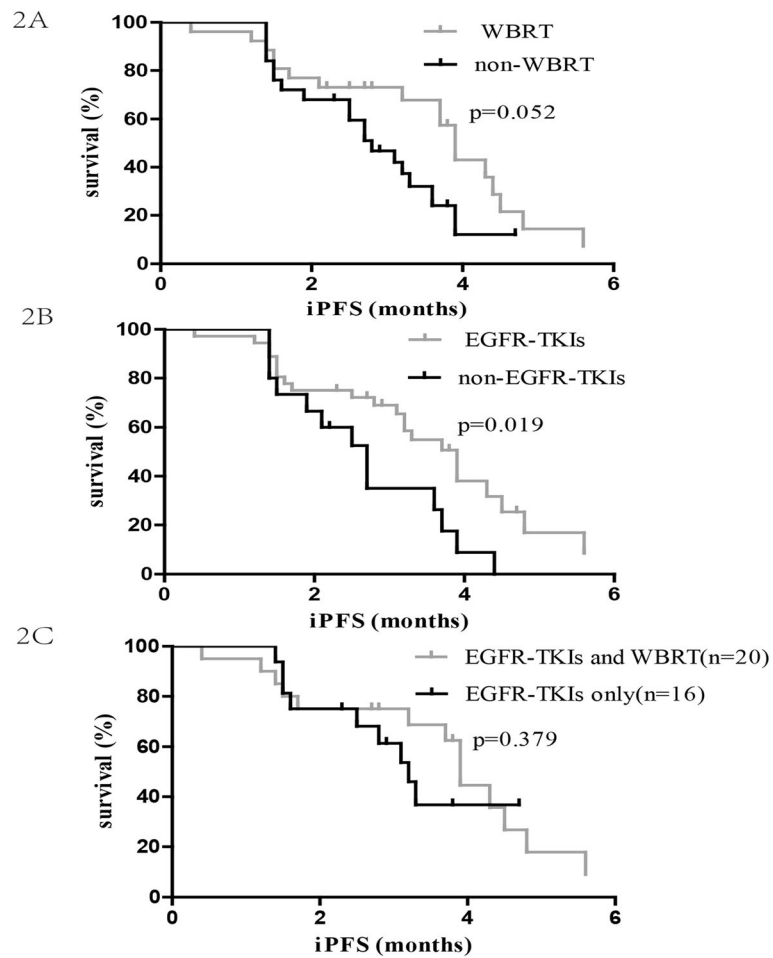 2A
survival (%)
100
80
60
40
20
0
WBRT
non-WBRT
p=0.052
0 2 4 6
iPFS (months)
2B
survival (%)
100
80
60
40
20
0
EGFR-TKIs
non-EGFR-TKIs
p=0.019
0 2 4 6
iPFS (months)
2C
survival (%)
100
80
60
40
20
0
EGFR-TKIs and WBRT(n=20)
EGFR-TKIs only(n=16)
p=0.379
0 2 4 6
iPFS (months)